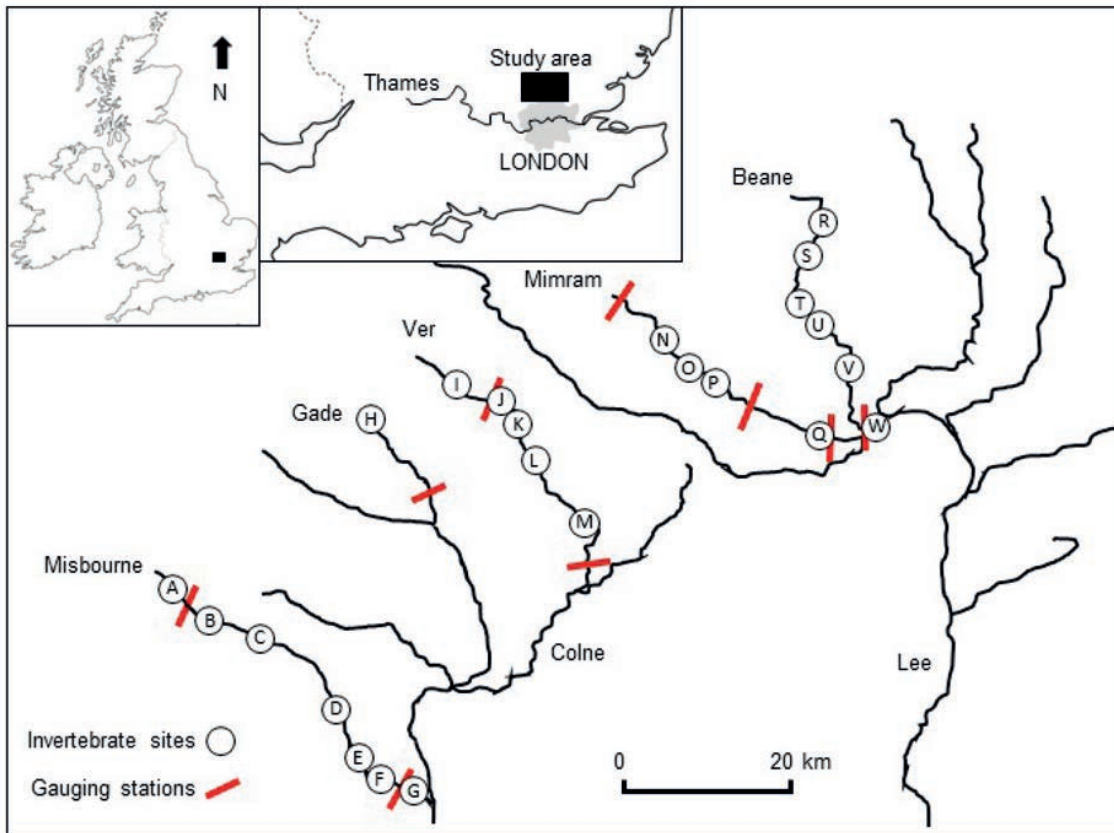 N
Study area
Thames
LONDON
Beane
R
S
Mimram
T
U
Ver
N
O
P
V
I
J
Gade
H
K
Q
W
L
M
Misbourne
A
B
C
Colne
Lee
D
Invertebrate sites
E
F
G
Gauging stations
0
20 km